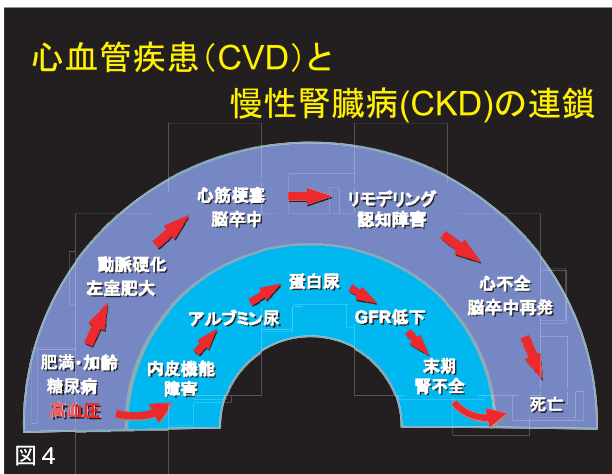 心血管疾患(CVD)と
慢性腎臓病(CKD)の連鎖
心筋梗塞
脳卒中
リモデリング
認知障害
動脈硬化
左室肥大
心不全
脳卒中再発
肥満・加齢
糖尿病
高血圧
死亡
内皮機能
障害
アルブミン尿
蛋白尿
GFR低下
末期
腎不全
図4